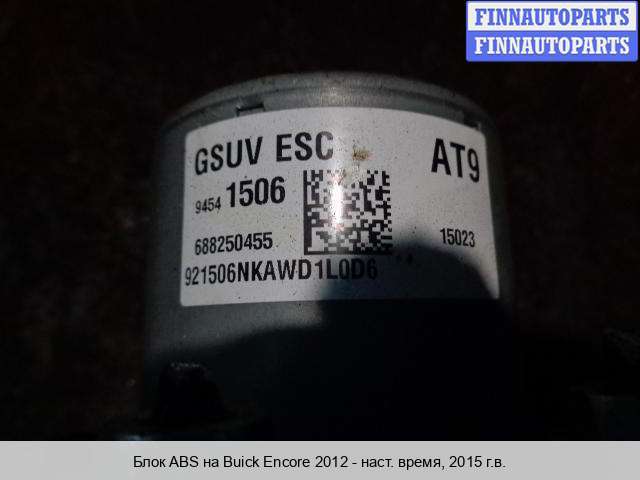 FINNAUTOPARTS
FINNAUTOPARTS
GSUV ESC
AT9
9454 1506
688250455
15023
921506NKAWD1L0D6
Блок ABS на Buick Encore 2012 - наст. время, 2015 г.в.